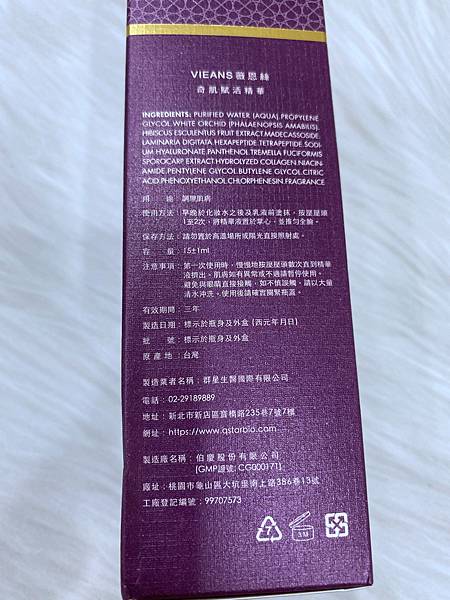 VIEANS薇恩絲
奇肌賦活精華
INGREDIENTS: PURIFIED WATER (AQUA).PROPYLENE
GLYCOL.WHITE ORCHID (PHALAENOPSIS AMABILIS).
HIBISCUS ESCULENTUS FRUIT EXTRACT.MADECASSOSIDE.
LAMINARIA DIGITATA.HEXAPEPTIDE.TETRAPEPTIDE.SODI-
UM HYALURONATE.PANTHENOL.TREMELLA FUCIFORMIS
SPOROCARP EXTRACT.HYDROLYZED COLLAGEN.NIACIN-
AMIDE.PENTYLENE GLYCOL.BUTYLENE GLYCOL.CITRIC
ACID.PHENOXYETHANOL.CHLORPHENESIN.FRAGRANCE
用途：調理肌膚
使用方法：早晚於化妝水之後及乳液前塗抹，按壓壓頭
1至2次，將精華液置於掌心，並推勻全臉。
保存方法：請勿置於高溫場所或陽光直接照射處。
容量：15±1ml
注意事項：第一次使用時，慢慢地按壓壓頭數次直到精華
液擠出。肌膚如有異常或不適請暫停使用。
避免與眼睛直接接觸，如不慎誤觸，請以大量
清水沖洗。使用後請確實關緊瓶蓋。
有效期間：三年
製造日期：標示於瓶身及外盒 (西元年月日)
批號：標示於瓶身及外盒
原產地：台灣
製造業者名稱：群星生醫國際有限公司
電話：02-29189889
地址：新北市新店區寶橋路235巷7號7樓
網址：https://www.qstarbio.com
製造廠名稱：伯慶股份有限公司
[GMP證號: CG000171]
廠址：桃園市龜山區大坑里南上路386巷13號
工廠登記編號：99707573
7
3M